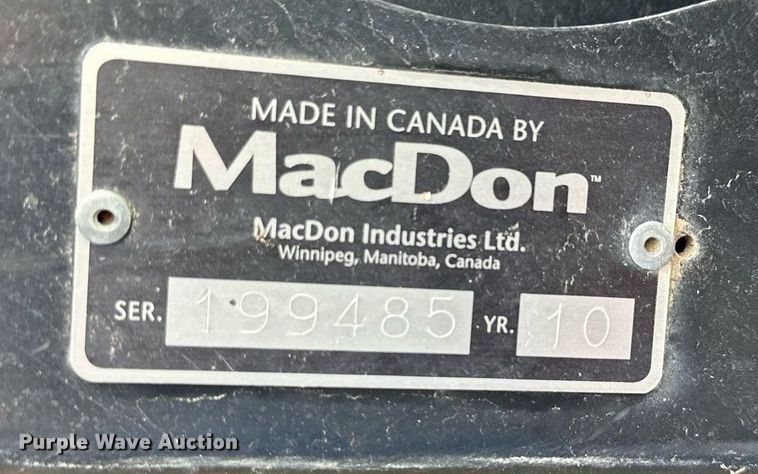 MADE IN CANADA BY
MacDon™
MacDon Industries Ltd.
Winnipeg, Manitoba, Canada
SER. 199485 YR. 10
Purple Wave Auction